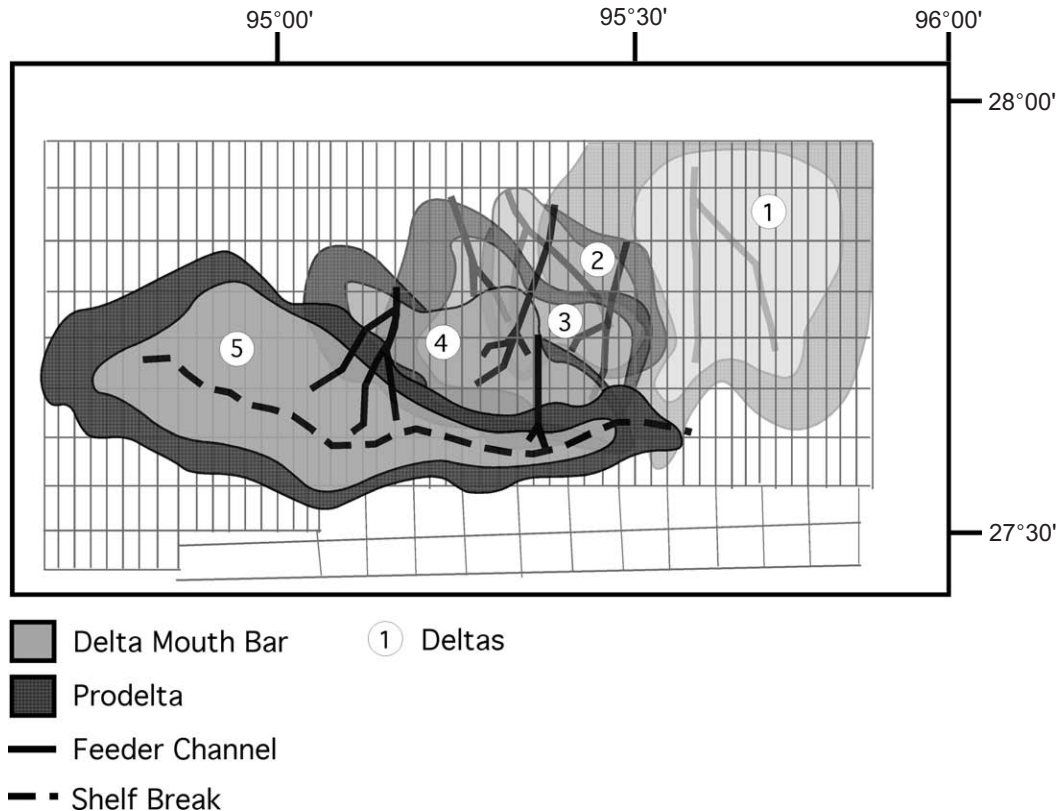 95°00' 95°30' 96°00'
28°00'
1
2
3
4
5
27°30'
Delta Mouth Bar 1 Deltas
Prodelta
Feeder Channel
Shelf Break